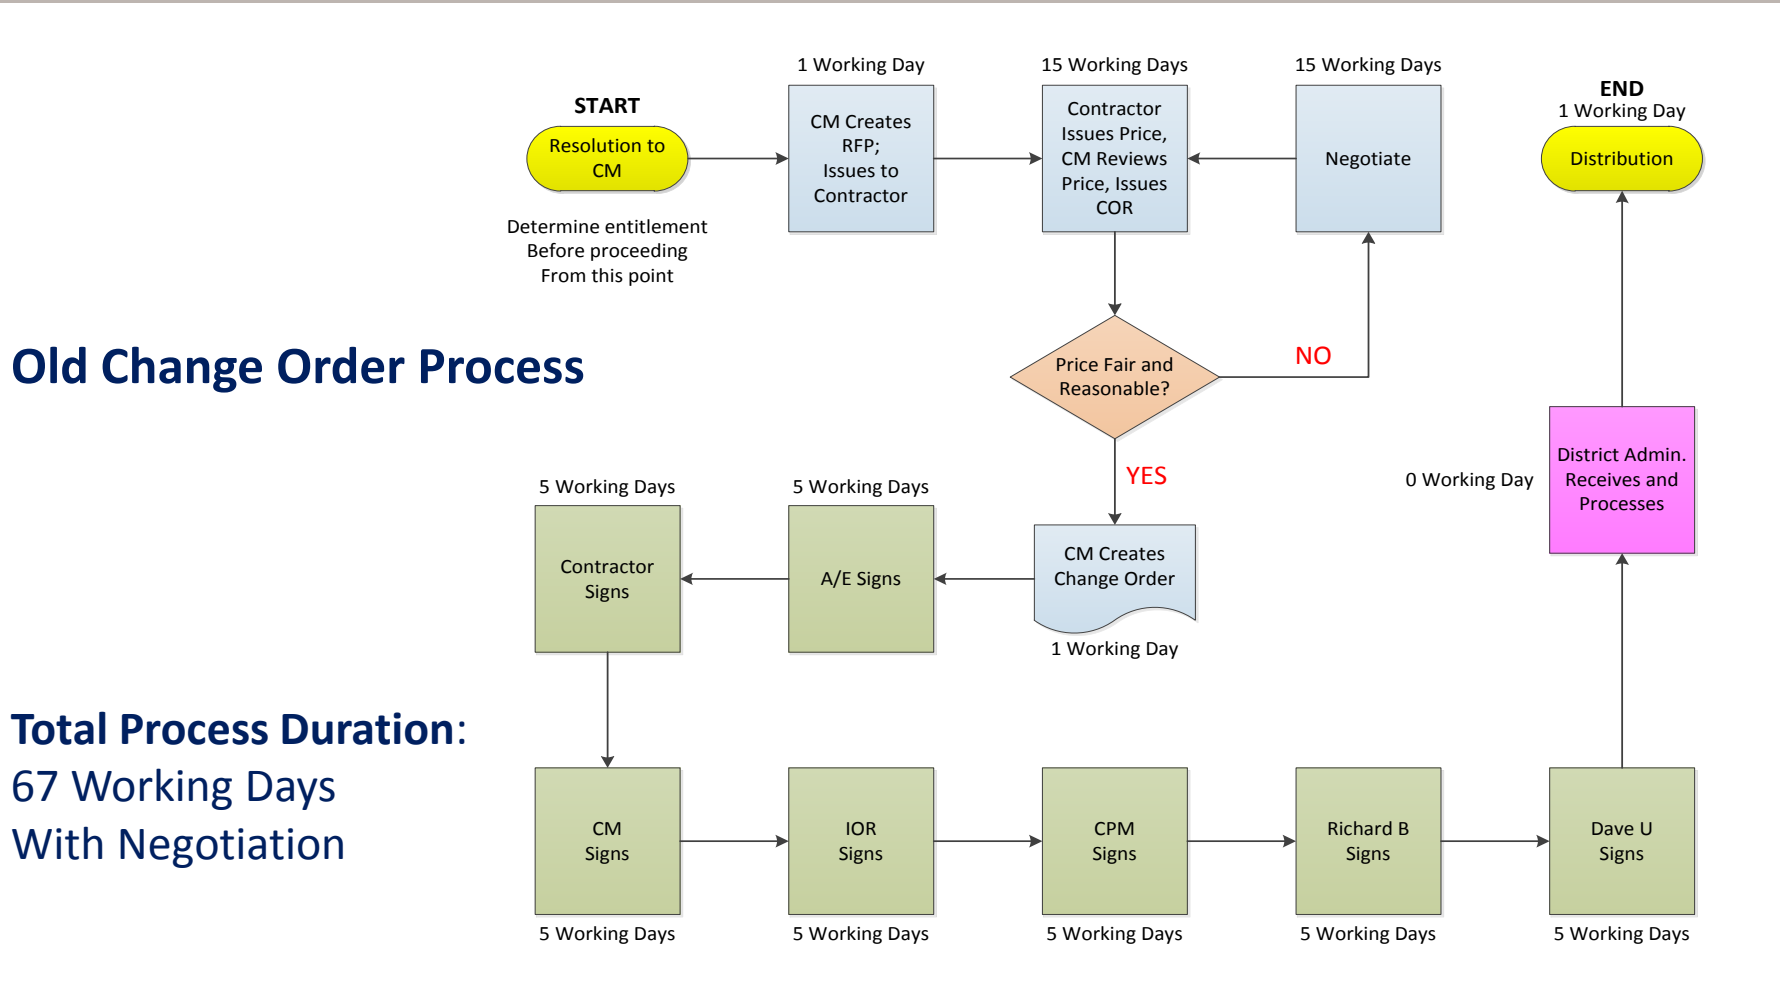 START
Resolution to
CM
Determine entitlement
Before proceeding
From this point
1 Working Day
CM Creates
RFP;
Issues to
Contractor
15 Working Days
Contractor
Issues Price,
CM Reviews
Price, Issues
COR
15 Working Days
Negotiate
END
1 Working Day
Distribution
Old Change Order Process
Price Fair and
Reasonable?
NO
YES
0 Working Day
District Admin.
Receives and
Processes
5 Working Days
Contractor
Signs
5 Working Days
A/E Signs
CM Creates
Change Order
1 Working Day
Total Process Duration:
67 Working Days
With Negotiation
CM
Signs
5 Working Days
IOR
Signs
5 Working Days
CPM
Signs
5 Working Days
Richard B
Signs
5 Working Days
Dave U
Signs
5 Working Days